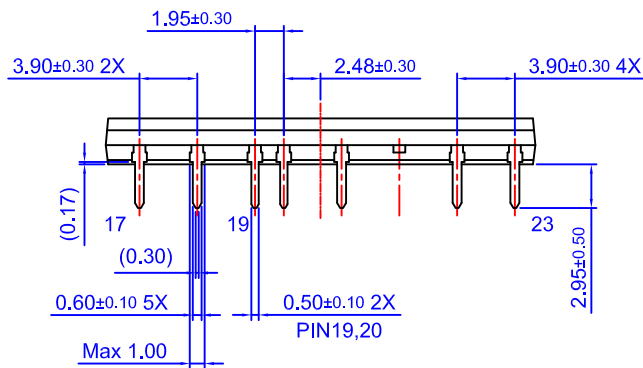 1.95±0.30
3.90±0.30 2X
2.48±0.30
3.90±0.30 4X
(0.17)
17
19
23
(0.30)
2.95±0.50
0.60±0.10 5X
0.50±0.10 2X
PIN19,20
Max 1.00